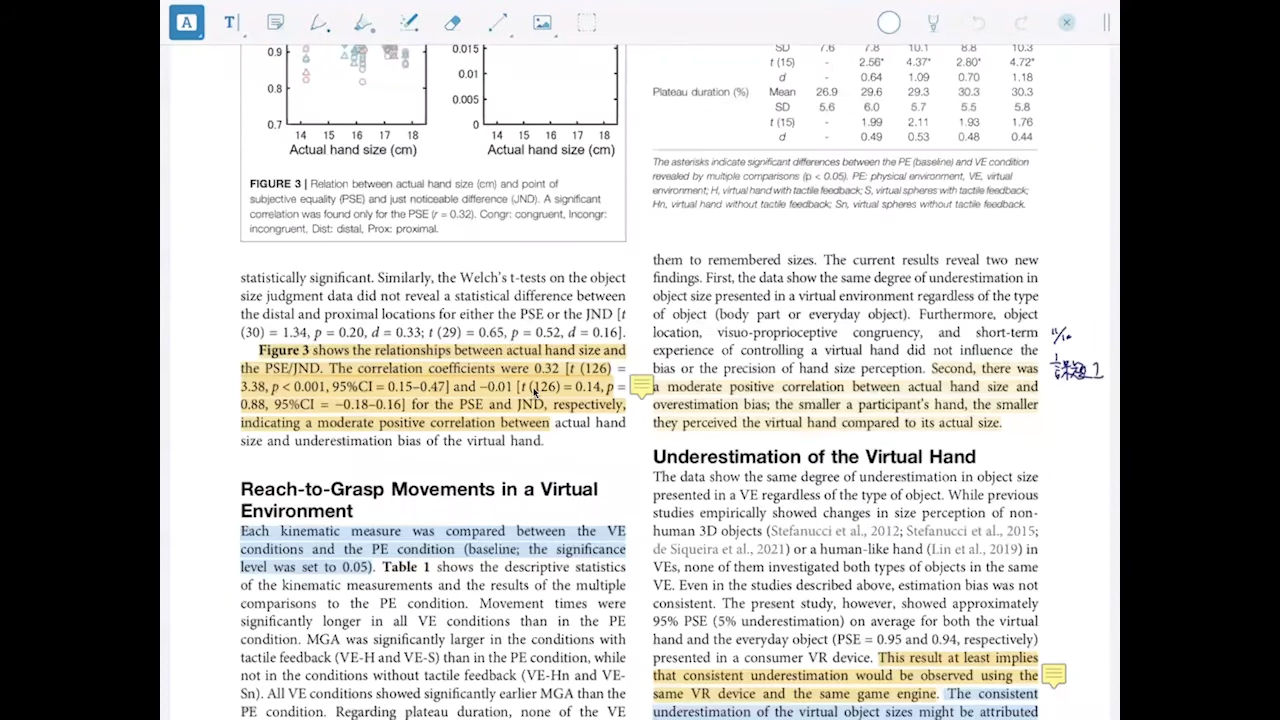 A
T
0.9
0.8
0.7
14 15 16 17 18
Actual hand size (cm)
0.015
0.01
0.005
0
14 15 16 17 18
Actual hand size (cm)
FIGURE 3 | Relation between actual hand size (cm) and point of
subjective equality (PSE) and just noticeable difference (JND). A significant
correlation was found only for the PSE (r = 0.32). Congr: congruent, Incongr:
incongruent, Dist: distal, Prox: proximal.
statistically significant. Similarly, the Welch's t-tests on the object
size judgment data did not reveal a statistical difference between
the distal and proximal locations for either the PSE or the JND [t
(30) = 1.34, p = 0.20, d = 0.33; t (29) = 0.65, p = 0.52, d = 0.16].
Figure 3 shows the relationships between actual hand size and
the PSE/JND. The correlation coefficients were 0.32 [t (126) =
3.38, p < 0.001, 95%CI = 0.15–0.47] and −0.01 [t (126) = 0.14, p =
0.88, 95%CI = −0.18–0.16] for the PSE and JND, respectively,
indicating a moderate positive correlation between actual hand
size and underestimation bias of the virtual hand.
Reach-to-Grasp Movements in a Virtual
Environment
Each kinematic measure was compared between the VE
conditions and the PE condition (baseline; the significance
level was set to 0.05). Table 1 shows the descriptive statistics
of the kinematic measurements and the results of the multiple
comparisons to the PE condition. Movement times were
significantly longer in all VE conditions than in the PE
condition. MGA was significantly larger in the conditions with
tactile feedback (VE-H and VE-S) than in the PE condition, while
not in the conditions without tactile feedback (VE-Hn and VE-
Sn). All VE conditions showed significantly earlier MGA than the
PE condition. Regarding plateau duration, none of the VE
SD 7.6 7.8 10.1 8.8 10.3
t (15) - 2.56* 4.37* 2.80* 4.72*
d - 0.64 1.09 0.70 1.18
Plateau duration (%) Mean 26.9 29.6 29.3 30.3 30.3
SD 5.6 6.0 5.7 5.5 5.8
t (15) - 1.99 2.11 1.93 1.76
d - 0.49 0.53 0.48 0.44
The asterisks indicate significant differences between the PE (baseline) and VE condition
revealed by multiple comparisons (p < 0.05). PE: physical environment, VE, virtual
environment; H, virtual hand with tactile feedback; S, virtual spheres with tactile feedback;
Hn, virtual hand without tactile feedback; Sn, virtual spheres without tactile feedback.
them to remembered sizes. The current results reveal two new
findings. First, the data show the same degree of underestimation in
object size presented in a virtual environment regardless of the type
of object (body part or everyday object). Furthermore, object
location, visuo-proprioceptive congruency, and short-term
experience of controlling a virtual hand did not influence the
bias or the precision of hand size perception. Second, there was
a moderate positive correlation between actual hand size and
overestimation bias; the smaller a participant's hand, the smaller
they perceived the virtual hand compared to its actual size.
Underestimation of the Virtual Hand
The data show the same degree of underestimation in object size
presented in a VE regardless of the type of object. While previous
studies empirically showed changes in size perception of non-
human 3D objects (Stefanucci et al., 2012; Stefanucci et al., 2015;
de Siqueira et al., 2021) or a human-like hand (Lin et al., 2019) in
VEs, none of them investigated both types of objects in the same
VE. Even in the studies described above, estimation bias was not
consistent. The present study, however, showed approximately
95% PSE (5% underestimation) on average for both the virtual
hand and the everyday object (PSE = 0.95 and 0.94, respectively)
presented in a consumer VR device. This result at least implies
that consistent underestimation would be observed using the
same VR device and the same game engine. The consistent
underestimation of the virtual object sizes might be attributed